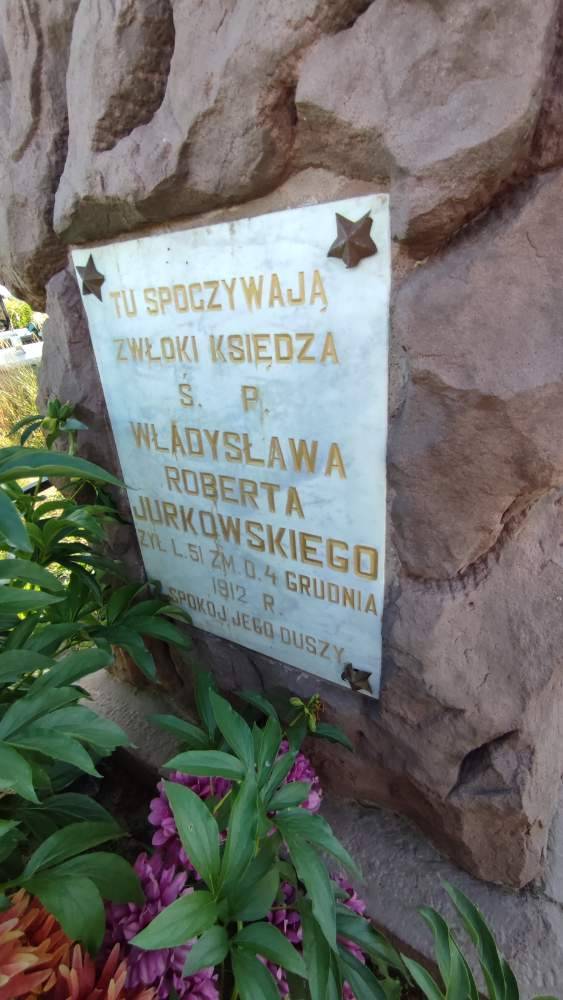 TU SPOCZYWAJĄ
ZWŁOKI KSIĘDZA
Ś. P.
WŁADYSŁAWA
ROBERTA
JURKOWSKIEGO
ŻYŁ L. 51 ZM. D. 4 GRUDNIA
1912 R.
SPOKÓJ JEGO DUSZY